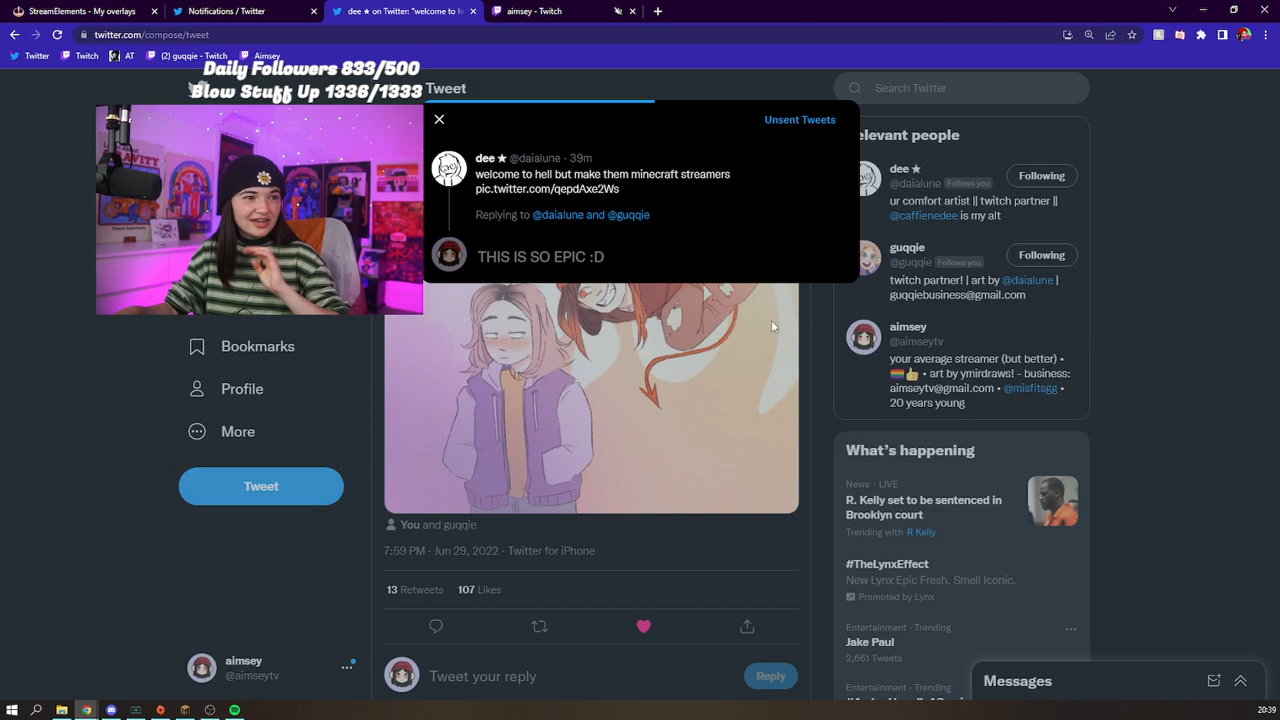 StreamElements - My overlays
Notifications / Twitter
dee ★ on Twitter: "welcome to h
aimsey - Twitch
twitter.com/compose/tweet
Twitter
Twitch
AT
(2) guqqie - Twitch
Aimsey
Daily Followers 833/500
Blow Stuff Up 1336/1333
Tweet
Search Twitter
Unsent Tweets
dee ★ @daialune · 39m
welcome to hell but make them minecraft streamers
pic.twitter.com/qepdAxe2Ws
Replying to @daialune and @guqqie
THIS IS SO EPIC :D
Bookmarks
Profile
More
Tweet
aimsey
@aimseytv
You and guqqie
7:59 PM · Jun 29, 2022 · Twitter for iPhone
13 Retweets 107 Likes
Tweet your reply
Reply
elevant people
dee ★
@daialune Follows you
Following
ur comfort artist || twitch partner ||
@caffienedee is my alt
guqqie
@guqqie Follows you
Following
twitch partner! | art by @daialune |
guqqiebusiness@gmail.com
aimsey
@aimseytv
your average streamer (but better) •
🏳️‍🌈👍 • art by ymirdraws! - business:
aimseytv@gmail.com • @misfitsgg •
20 years young
What's happening
News · LIVE
R. Kelly set to be sentenced in
Brooklyn court
Trending with R Kelly
#TheLynxEffect
New Lynx Epic Fresh. Smell Iconic.
Promoted by Lynx
Entertainment · Trending
Jake Paul
2,661 Tweets
Entertainment · Trending
Messages
20:39